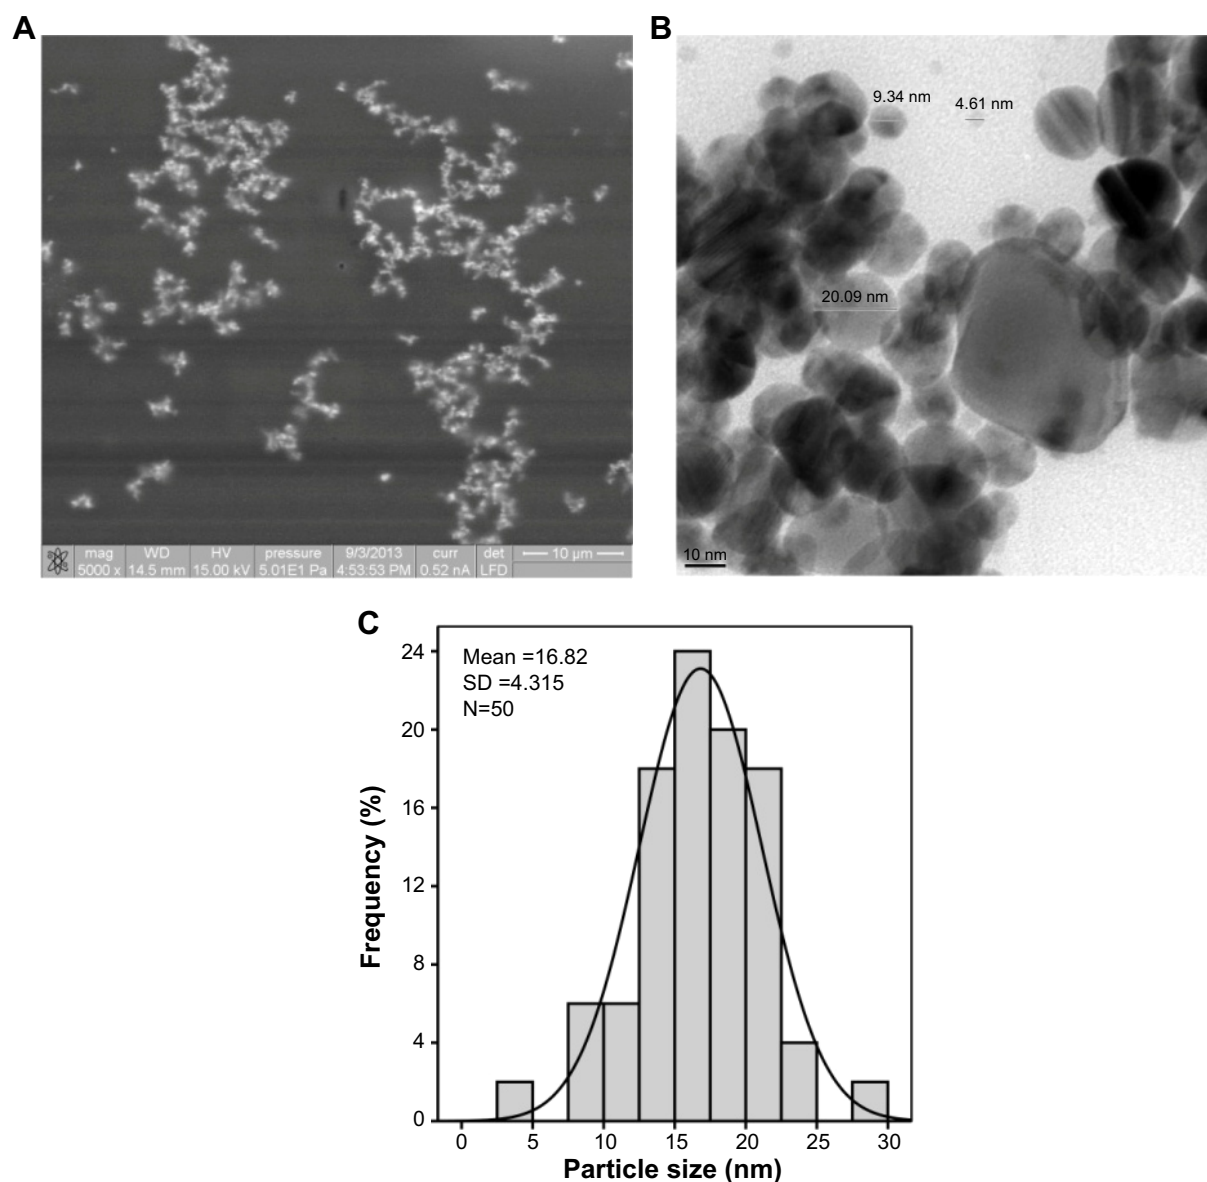 A
B
9.34 nm
4.61 nm
20.09 nm
10 nm
mag WD HV pressure 9/3/2013 curr det 10 µm
5000 x 14.5 mm 15.00 kV 5.01E1 Pa 4:53:53 PM 0.52 nA LFD
C
Mean =16.82
SD =4.315
N=50
24
20
16
12
8
4
0
Frequency (%)
0 5 10 15 20 25 30
Particle size (nm)